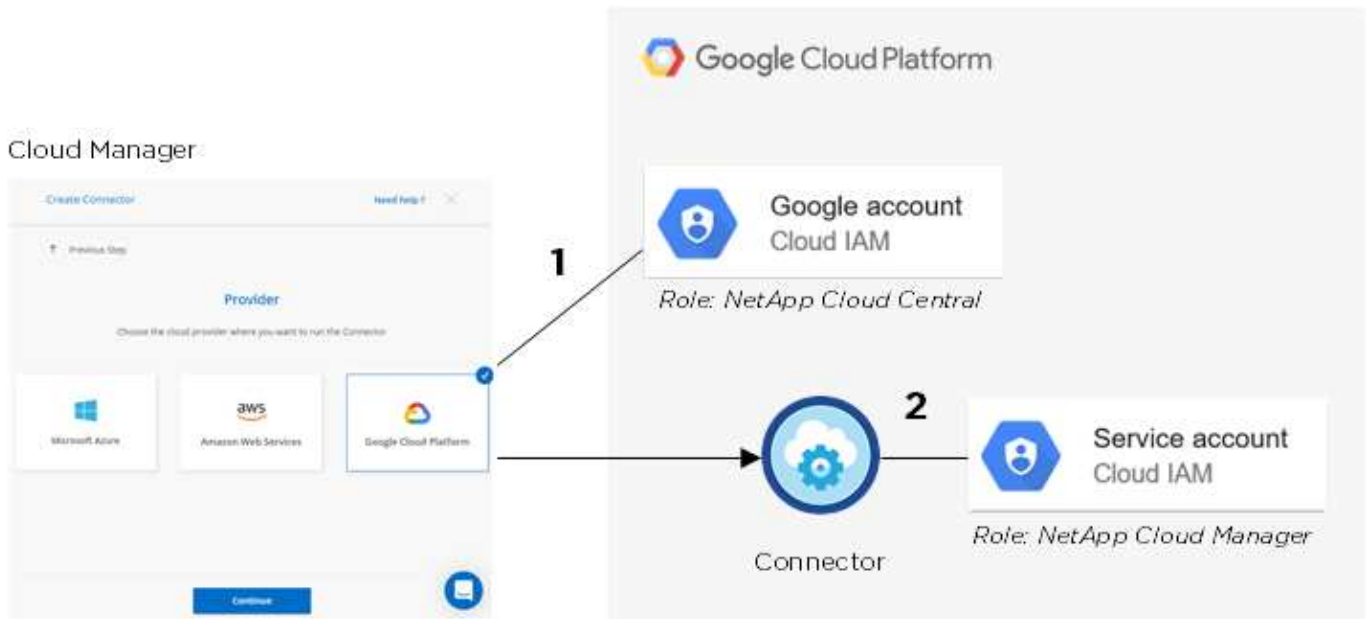 Google Cloud Platform
Cloud Manager
Create Connector
Need help ?
Previous Step
Provider
Choose the cloud provider where you want to run the Connector
Microsoft Azure
aws
Amazon Web Services
Google Cloud Platform
Continue
1
Google account
Cloud IAM
Role: NetApp Cloud Central
2
Connector
Service account
Cloud IAM
Role: NetApp Cloud Manager